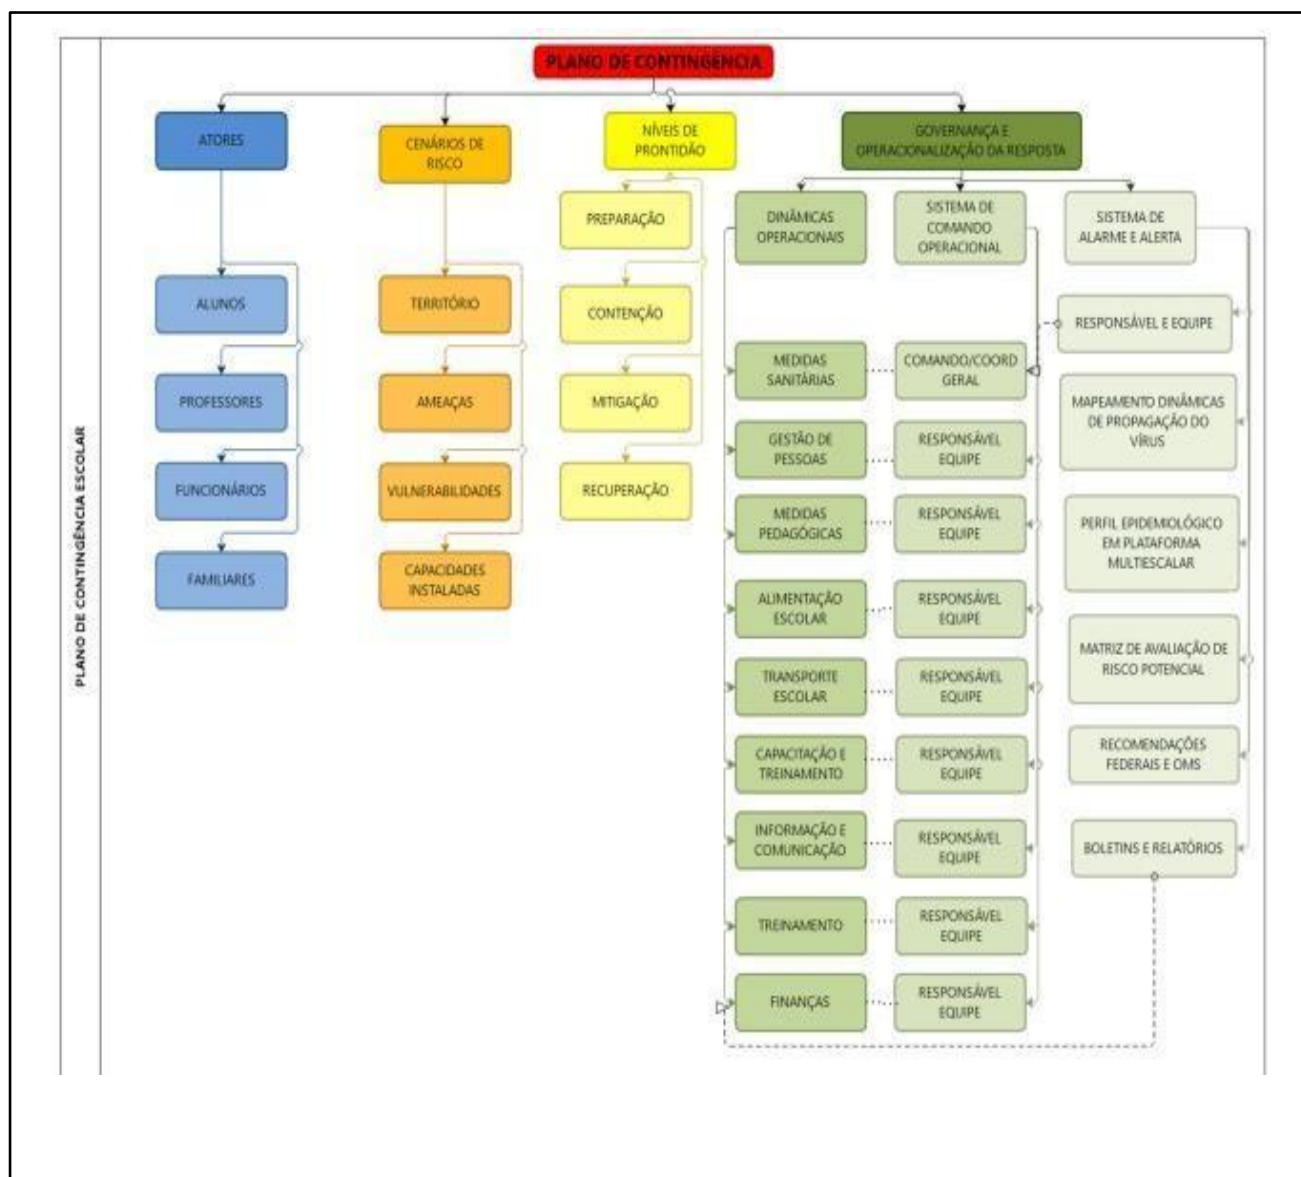 PLANO DE CONTINGÊNCIA ESCOLAR
PLANO DE CONTINGÊNCIA
ATORES
ALUNOS
PROFESSORES
FUNCIONÁRIOS
FAMILIARES
CENÁRIOS DE
RISCO
TERRITÓRIO
AMEAÇAS
VULNERABILIDADES
CAPACIDADES
INSTALADAS
NÍVEIS DE
PRONTIDÃO
PREPARAÇÃO
CONTENÇÃO
MITIGAÇÃO
RECUPERAÇÃO
GOVERNANÇA E
OPERACIONALIZAÇÃO DA RESPOSTA
DINÂMICAS
OPERACIONAIS
MEDIDAS
SANITÁRIAS
GESTÃO DE
PESSOAS
MEDIDAS
PEDAGÓGICAS
ALIMENTAÇÃO
ESCOLAR
TRANSPORTE
ESCOLAR
CAPACITAÇÃO E
TREINAMENTO
INFORMAÇÃO E
COMUNICAÇÃO
TREINAMENTO
FINANÇAS
SISTEMA DE
COMANDO
OPERACIONAL
COMANDO/COORD
GERAL
RESPONSÁVEL
EQUIPE
RESPONSÁVEL
EQUIPE
RESPONSÁVEL
EQUIPE
RESPONSÁVEL
EQUIPE
RESPONSÁVEL
EQUIPE
RESPONSÁVEL
EQUIPE
RESPONSÁVEL
EQUIPE
RESPONSÁVEL
EQUIPE
SISTEMA DE
ALARME E ALERTA
RESPONSÁVEL E EQUIPE
MAPEAMENTO DINÂMICAS
DE PROPAGAÇÃO DO
VÍRUS
PERFIL EPIDEMIOLÓGICO
EM PLATAFORMA
MULTIESCALAR
MATRIZ DE AVALIAÇÃO DE
RISCO POTENCIAL
RECOMENDAÇÕES
FEDERAIS E OMS
BOLETINS E RELATÓRIOS